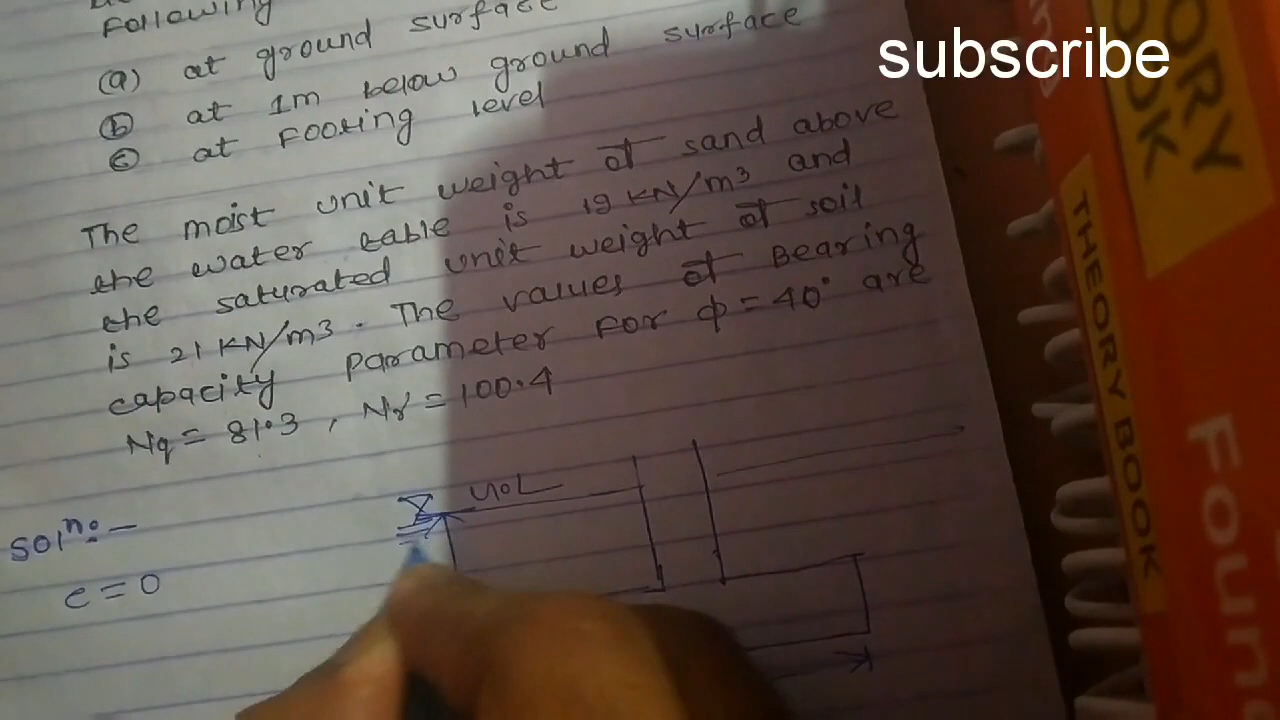 Following
(a) at ground surface
(b) at 1m below ground surface
(c) at Footing level
The moist unit weight of sand above
the water table is 19 KN/m3 and
the saturated unit weight of soil
is 21 KN/m3. The values of Bearing
capacity parameter For ϕ = 40° are
Nq = 81.3 , Nγ = 100.4
Soln:-
c = 0
subscribe
THEORY BOOK
ORY
OOK
Foun